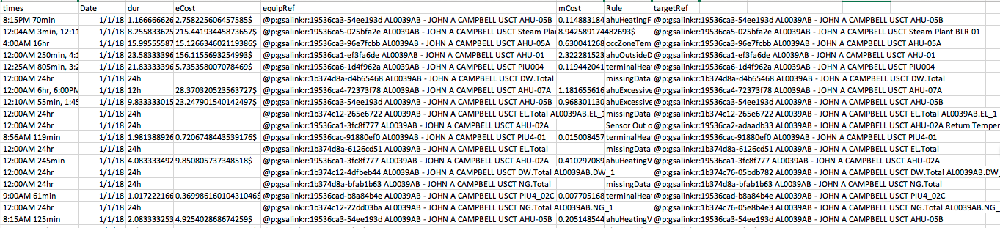 times Date dur eCost equipRef mCost Rule targetRef
8:15PM 70min 1/1/18 1.166666626 2.758225606457585$ @p:gsalink:r:19536ca3-54ee193d AL0039AB - JOHN A CAMPBELL USCT AHU-05B 0.114883184 ahuHeatingF @p:gsalink:r:19536ca3-54ee193d AL0039AB - JOHN A CAMPBELL USCT AHU-05B
12:04AM 3min, 12:11 1/1/18 8.255833625 215.4419344587365​7$ @p:gsalink:r:19536ca5-025bfa2e AL0039AB - JOHN A CAMPBELL USCT Steam Plan 8.94258917448269​3$ @p:gsalink:r:19536ca5-025bfa2e AL0039AB - JOHN A CAMPBELL USCT Steam Plant BLR 01
4:00AM 16hr 1/1/18 15.99555587 15.126634602119386$ @p:gsalink:r:19536ca3-96e7fcbb AL0039AB - JOHN A CAMPBELL USCT AHU-05A 0.630041268 occZoneTem @p:gsalink:r:19536ca3-96e7fcbb AL0039AB - JOHN A CAMPBELL USCT AHU-05A
12:00AM 250min, 4:1 1/1/18 23.58333396 156.1155693254993$ @p:gsalink:r:19536ca1-ef3fa6de AL0039AB - JOHN A CAMPBELL USCT AHU-01 2.322281523 ahuOutsideD @p:gsalink:r:19536ca1-ef3fa6de AL0039AB - JOHN A CAMPBELL USCT AHU-01
12:25AM 805min, 3:2 1/1/18 21.83333396 5.735358007078469$ @p:gsalink:r:19536ca6-1d4f962a AL0039AB - JOHN A CAMPBELL USCT PIU004 0.119442041 terminalHea @p:gsalink:r:19536ca6-1d4f962a AL0039AB - JOHN A CAMPBELL USCT PIU004
12:00AM 24hr 1/1/18 24h @p:gsalink:r:1b374d8a-d4b65468 AL0039AB - JOHN A CAMPBELL USCT DW.Total missingData @p:gsalink:r:1b374d8a-d4b65468 AL0039AB - JOHN A CAMPBELL USCT DW.Total
12:00AM 6hr, 6:00PM 1/1/18 12h 28.3703205235637​27$ @p:gsalink:r:19536ca4-72373f78 AL0039AB - JOHN A CAMPBELL USCT AHU-07A 1.181655616 ahuExcessive @p:gsalink:r:19536ca4-72373f78 AL0039AB - JOHN A CAMPBELL USCT AHU-07A
12:10AM 55min, 1:45 1/1/18 9.833333015 23.247901540142497$ @p:gsalink:r:19536ca3-54ee193d AL0039AB - JOHN A CAMPBELL USCT AHU-05B 0.968301130 ahuExcessive @p:gsalink:r:19536ca3-54ee193d AL0039AB - JOHN A CAMPBELL USCT AHU-05B
12:00AM 24hr 1/1/18 24h @p:gsalink:r:1b374c12-265e6722 AL0039AB - JOHN A CAMPBELL USCT EL.Total AL0039AB.EL_1 missingData @p:gsalink:r:1b374c12-265e6722 AL0039AB - JOHN A CAMPBELL USCT EL.Total AL0039AB.EL_1
12:00AM 24hr 1/1/18 24h @p:gsalink:r:19536ca1-3fc8f777 AL0039AB - JOHN A CAMPBELL USCT AHU-02A Sensor Out o @p:gsalink:r:19536ca2-adaadb33 AL0039AB - JOHN A CAMPBELL USCT AHU-02A Return Temper
8:56AM 119min 1/1/18 1.981388926 0.7206748443539176$ @p:gsalink:r:19536cac-91880ef0 AL0039AB - JOHN A CAMPBELL USCT PIU4-01 0.015008457 terminalHea @p:gsalink:r:19536cac-91880ef0 AL0039AB - JOHN A CAMPBELL USCT PIU4-01
12:00AM 24hr 1/1/18 24h @p:gsalink:r:1b374d8a-6126cd51 AL0039AB - JOHN A CAMPBELL USCT EL.Total missingData @p:gsalink:r:1b374d8a-6126cd51 AL0039AB - JOHN A CAMPBELL USCT EL.Total
12:00AM 245min 1/1/18 4.083333492 9.85080573734851​8$ @p:gsalink:r:19536ca1-3fc8f777 AL0039AB - JOHN A CAMPBELL USCT AHU-02A 0.410297089 ahuHeatingV @p:gsalink:r:19536ca1-3fc8f777 AL0039AB - JOHN A CAMPBELL USCT AHU-02A
12:00AM 24hr 1/1/18 24h @p:gsalink:r:1b374c12-4dfbeb44 AL0039AB - JOHN A CAMPBELL USCT DW.Total AL0039AB.DW_1 @p:gsalink:r:1b374c76-05bdb782 AL0039AB - JOHN A CAMPBELL USCT DW.Total AL0039AB.DW_
12:00AM 24hr 1/1/18 24h @p:gsalink:r:1b374d8a-bfab1b63 AL0039AB - JOHN A CAMPBELL USCT NG.Total missingData @p:gsalink:r:1b374d8a-bfab1b63 AL0039AB - JOHN A CAMPBELL USCT NG.Total
9:00AM 61min 1/1/18 1.017222166 0.36998616010431046$ @p:gsalink:r:19536cad-b8a84b4e AL0039AB - JOHN A CAMPBELL USCT PIU4_02C 0.007705168 terminalHea @p:gsalink:r:19536cad-b8a84b4e AL0039AB - JOHN A CAMPBELL USCT PIU4_02C
12:00AM 24hr 1/1/18 24h @p:gsalink:r:1b374c12-22dd03ba AL0039AB - JOHN A CAMPBELL USCT NG.Total AL0039AB.NG_1 @p:gsalink:r:1b374c76-05e8b4e3 AL0039AB - JOHN A CAMPBELL USCT NG.Total AL0039AB.NG_
8:15AM 125min 1/1/18 2.083333253 4.92540286867425​9$ @p:gsalink:r:19536ca3-54ee193d AL0039AB - JOHN A CAMPBELL USCT AHU-05B 0.205148544 ahuHeatingV @p:gsalink:r:19536ca3-54ee193d AL0039AB - JOHN A CAMPBELL USCT AHU-05B